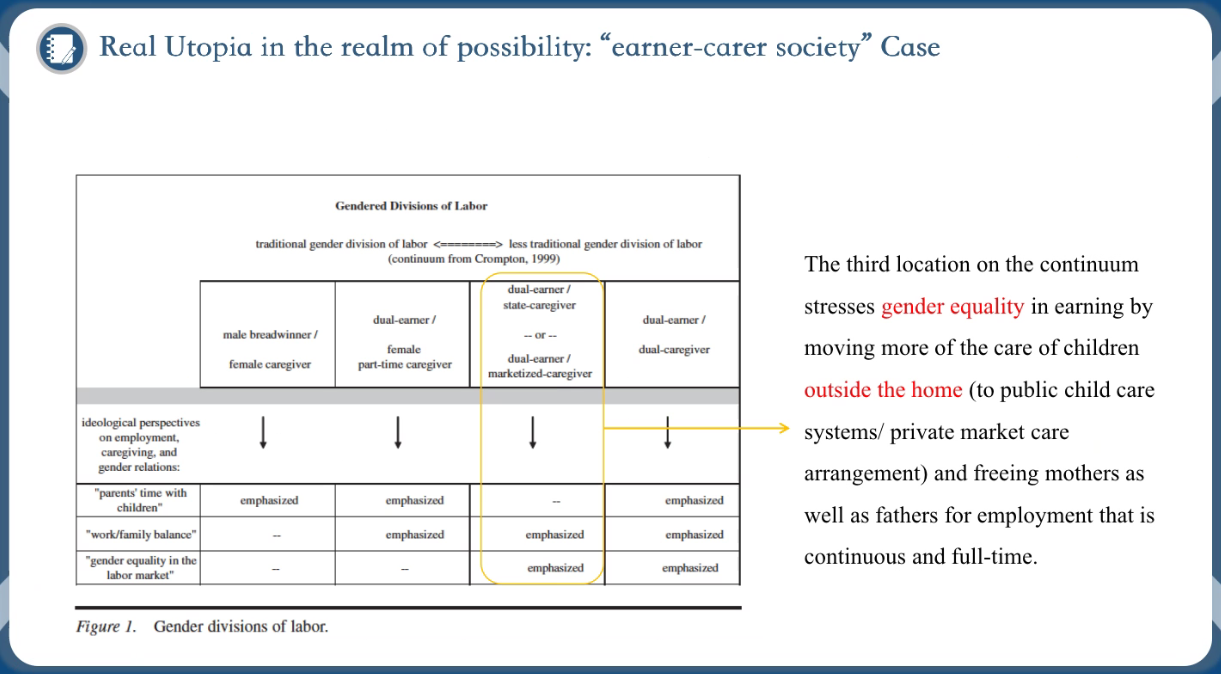 Real Utopia in the realm of possibility: “earner-carer society” Case
Gendered Divisions of Labor
traditional gender division of labor <========> less traditional gender division of labor
(continuum from Crompton, 1999)
male breadwinner /
female caregiver
dual-earner /
female
part-time caregiver
dual-earner /
state-caregiver
-- or --
dual-earner /
marketized-caregiver
dual-earner /
dual-caregiver
ideological perspectives
on employment,
caregiving, and
gender relations:
"parents' time with
children"
emphasized
emphasized
--
emphasized
"work/family balance"
--
emphasized
emphasized
emphasized
"gender equality in the
labor market"
--
--
emphasized
emphasized
Figure 1. Gender divisions of labor.
The third location on the continuum
stresses gender equality in earning by
moving more of the care of children
outside the home (to public child care
systems/ private market care
arrangement) and freeing mothers as
well as fathers for employment that is
continuous and full-time.